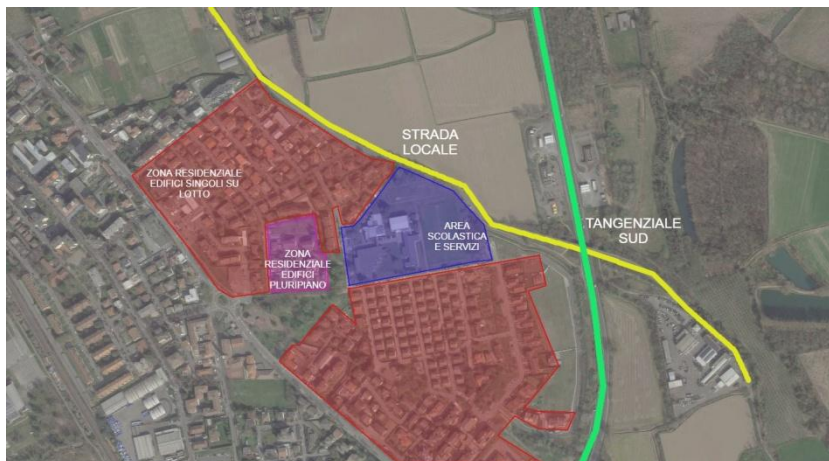 STRADA
LOCALE
ZONA RESIDENZIALE
EDIFICI SINGOLI SU
LOTTO
AREA
SCOLASTICA
E SERVIZI
TANGENZIALE
SUD
ZONA
RESIDENZIALE
EDIFICI
PLURIPIANO